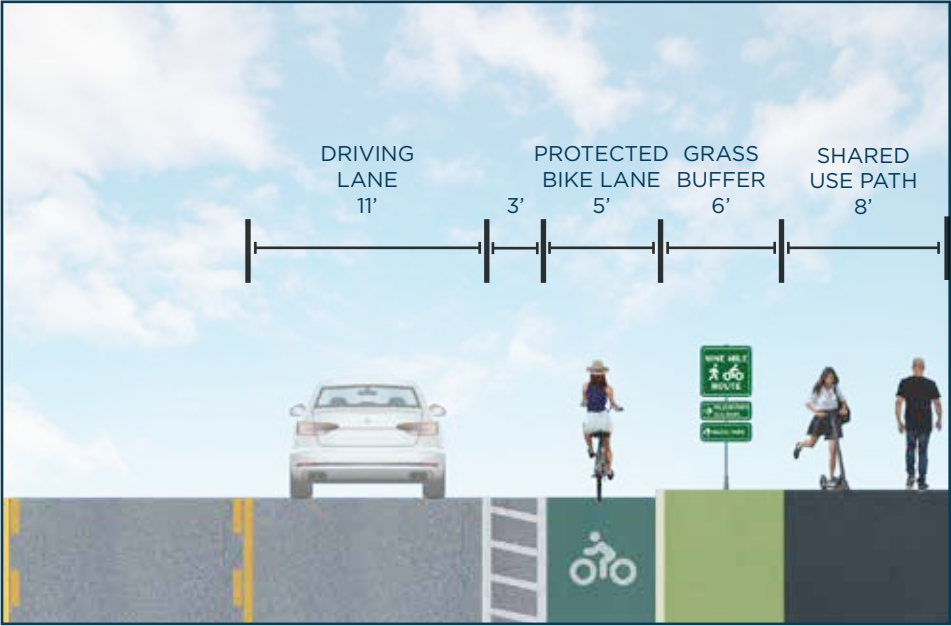 DRIVING
LANE
11'
3'
PROTECTED
BIKE LANE
5'
GRASS
BUFFER
6'
SHARED
USE PATH
8'
NINE MILE
ROUTE